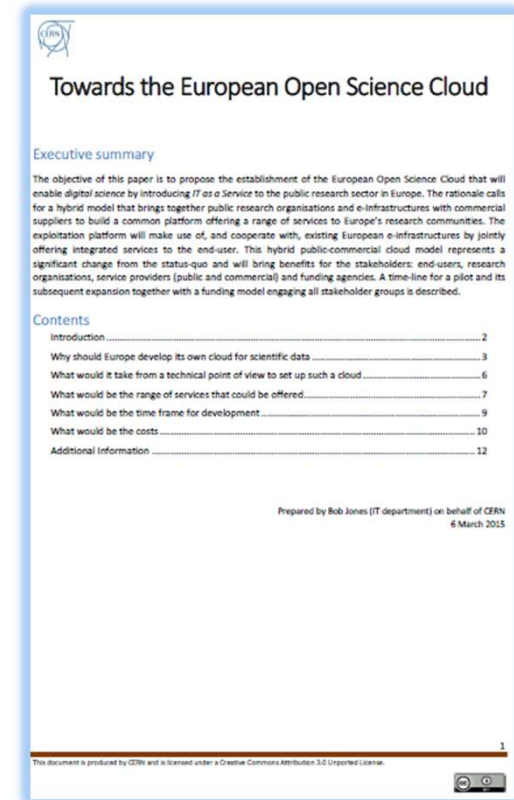 CERN
Towards the European Open Science Cloud
Executive summary
The objective of this paper is to propose the establishment of the European Open Science Cloud that will
enable digital science by introducing IT as a Service to the public research sector in Europe. The rationale calls
for a hybrid model that brings together public research organisations and e-infrastructures with commercial
suppliers to build a common platform offering a range of services to Europe's research communities. The
exploitation platform will make use of, and cooperate with, existing European e-infrastructures by jointly
offering integrated services to the end-user. This hybrid public-commercial cloud model represents a
significant change from the status-quo and will bring benefits for the stakeholders: end-users, research
organisations, service providers (public and commercial) and funding agencies. A time-line for a pilot and its
subsequent expansion together with a funding model engaging all stakeholder groups is described.
Contents
Introduction 2
Why should Europe develop its own cloud for scientific data 3
What would it take from a technical point of view to set up such a cloud 6
What would be the range of services that could be offered 7
What would be the time frame for development 9
What would be the costs 10
Additional Information 12
Prepared by Bob Jones (IT department) on behalf of CERN
6 March 2015
1
This document is produced by CERN and is licensed under a Creative Commons Attribution 3.0 Unported License.